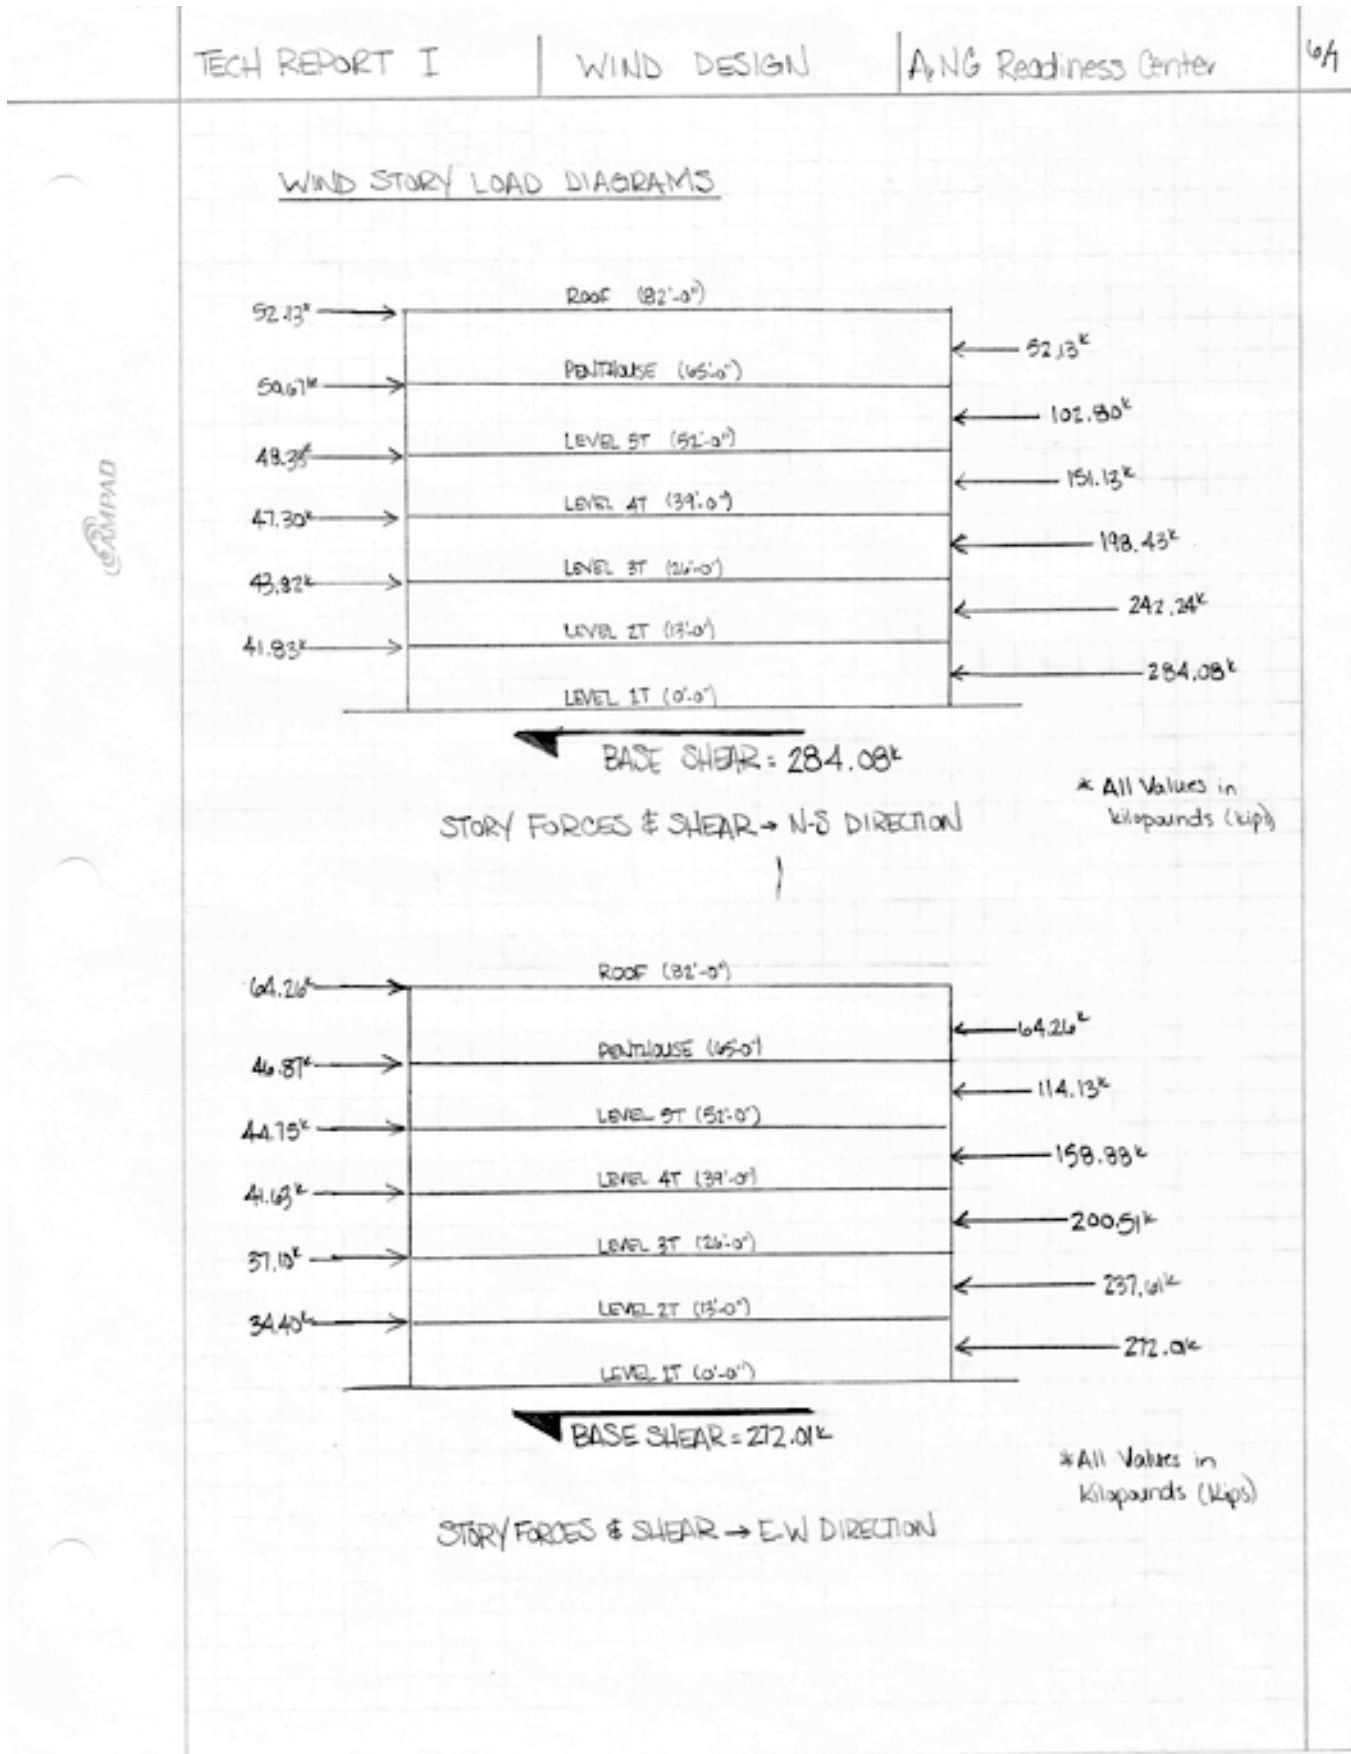 TECH REPORT I
WIND DESIGN
A,NG Readiness Center
6/7
WIND STORY LOAD DIAGRAMS
ROOF (82'-0")
52.13ᵏ
52.13ᵏ
PENTHOUSE (65'-0")
50.67ᵏ
102.80ᵏ
LEVEL 5T (52'-0")
48.33ᵏ
151.13ᵏ
LEVEL 4T (39'-0")
47.30ᵏ
198.43ᵏ
LEVEL 3T (26'-0")
43.82ᵏ
242.24ᵏ
LEVEL 2T (13'-0")
41.83ᵏ
284.08ᵏ
LEVEL 1T (0'-0")
BASE SHEAR = 284.08ᵏ
* All Values in
kilopounds (kips)
STORY FORCES & SHEAR → N-S DIRECTION
ROOF (82'-0")
64.26ᵏ
64.26ᵏ
PENTHOUSE (65'-0")
46.87ᵏ
114.13ᵏ
LEVEL 5T (52'-0")
44.75ᵏ
158.88ᵏ
LEVEL 4T (39'-0")
41.63ᵏ
200.51ᵏ
LEVEL 3T (26'-0")
37.10ᵏ
237.61ᵏ
LEVEL 2T (13'-0")
34.40ᵏ
272.01ᵏ
LEVEL 1T (0'-0")
BASE SHEAR = 272.01ᵏ
* All Values in
Kilopounds (Kips)
STORY FORCES & SHEAR → E-W DIRECTION
AMPAD